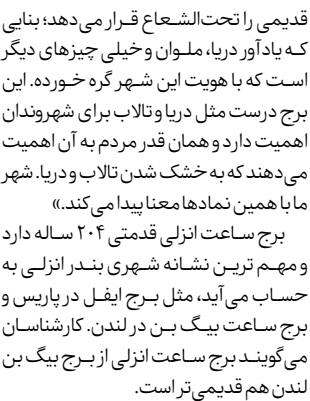 قدیمی را تحت‌الشعاع قرار می‌دهد؛ بنایی
که یادآور دریا، ملوان و خیلی چیزهای دیگر
است که با هویت این شهر گره خورده. این
برج درست مثل دریا و تالاب برای شهروندان
اهمیت دارد و همان قدر مردم به آن اهمیت
می‌دهند که به خشک شدن تالاب و دریا. شهر
ما با همین نمادها معنا پیدا می‌کند.»
برج ساعت انزلی قدمتی ۲۰۴ ساله دارد
و مهم ترین نشانه شهری بندر انزلی به
حساب می‌آید، مثل برج ایفل در پاریس و
برج ساعت بیگ بن در لندن. کارشناسان
می‌گویند برج ساعت انزلی از برج بیگ بن
لندن هم قدیمی‌تر است.